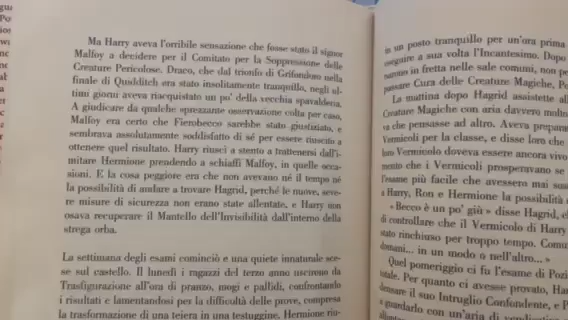 Ma Harry aveva l'orribile sensazione che fosse stato il signor
Malfoy a decidere per il Comitato per la Soppressione delle
Creature Pericolose. Draco, che dal trionfo di Grifondoro nella
finale di Quidditch era stato insolitamente tranquillo, negli ul-
timi giorni aveva riacquistato un po' della vecchia spavalderia.
A giudicare da qualche sprezzante osservazione colta per caso,
Malfoy era certo che Fierobecco sarebbe stato giustiziato, e
sembrava assolutamente soddisfatto di sé per essere riuscito a
ottenere quel risultato. Harry riuscì a stento a trattenersi dall'i-
mitare Hermione prendendo a schiaffi Malfoy, in quelle occa-
sioni. E la cosa peggiore era che non avevano né il tempo né
la possibilità di andare a trovare Hagrid, perché le nuove, seve-
re misure di sicurezza non erano state allentate, e Harry non
osava recuperare il Mantello dell'Invisibilità dall'interno della
strega orba.
La settimana degli esami cominciò e una quiete innaturale sce-
se sul castello. Il lunedì i ragazzi del terzo anno uscirono da
Trasfigurazione all'ora di pranzo, mogi e pallidi, confrontando
i risultati e lamentandosi per la difficoltà delle prove, compresa
la trasformazione di una teiera in una testuggine. Hermione riu-
in un posto tranquillo per un'ora prima
eseguire a sua volta l'Incantesimo. Dopo
in fretta nelle sale comuni, non pe
passare Cura delle Creature Magiche, Po
La mattina dopo Hagrid assistette all
Creature Magiche con aria davvero molto
va che pensasse ad altro. Aveva prepara
Vermicoli per la classe, e disse loro che
loro Vermicolo doveva essere ancora vivo
mento che i Vermicoli prosperavano se
l'esame più facile che avessero mai sos
a Harry, Ron e Hermione la possibilità
« Becco è un po' giù » disse Hagrid, c
di controllare che il Vermicolo di Harry
stato rinchiuso per troppo tempo. Comu
domani... in un modo o nell'altro... »
Quel pomeriggio ci fu l'esame di Pozi
totale. Per quanto ci avesse provato, Har
densare il suo Intruglio Confondente, e P
a guardarlo con un'aria di